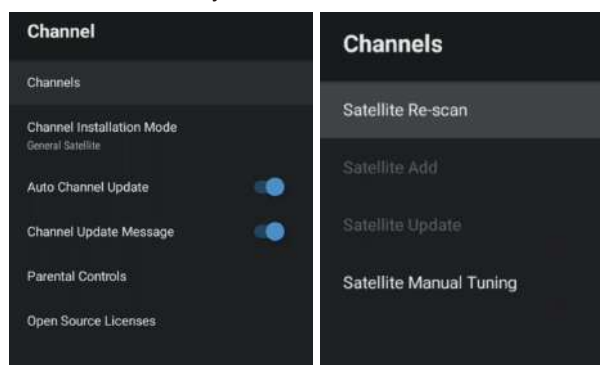 Channel
Channels
Channel Installation Mode
General Satellite
Auto Channel Update
Channel Update Message
Parental Controls
Open Source Licenses
Channels
Satellite Re-scan
Satellite Add
Satellite Update
Satellite Manual Tuning